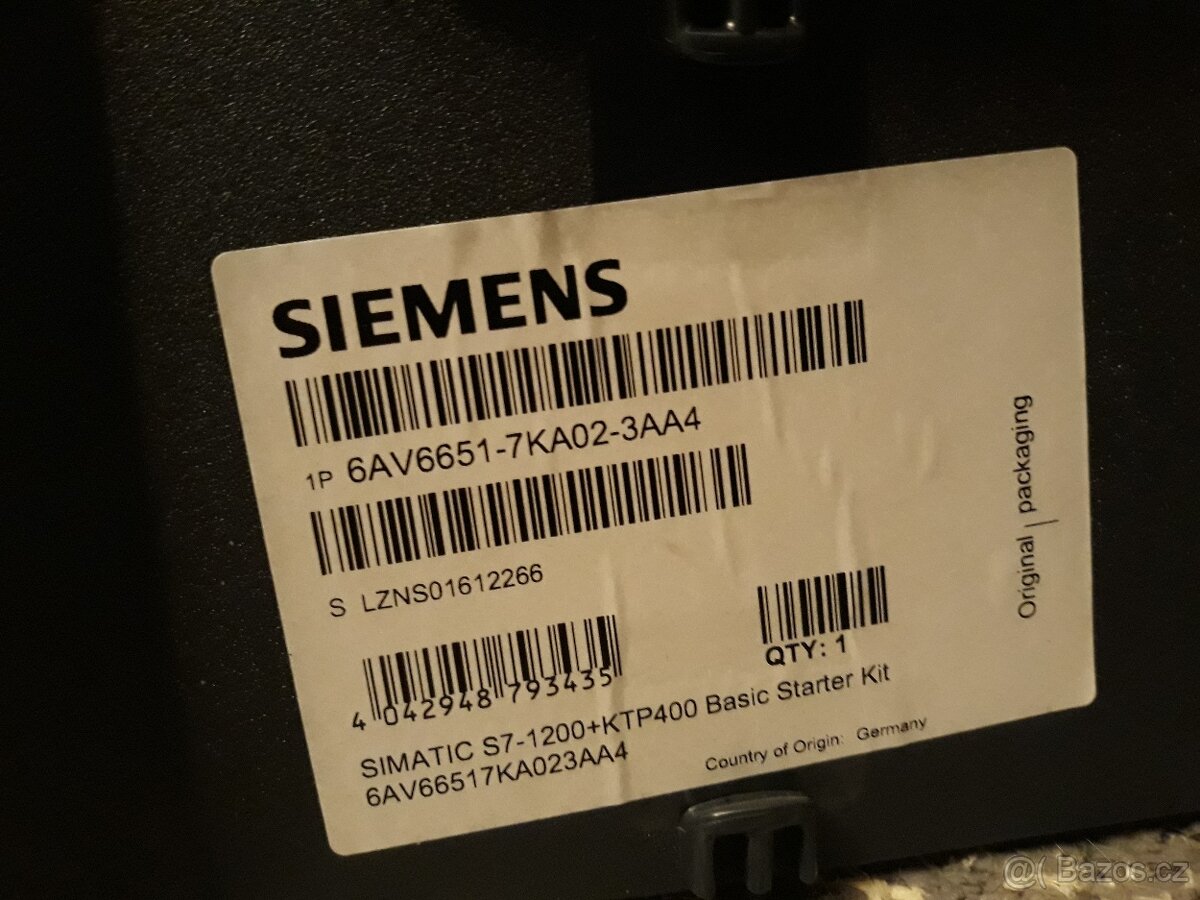 SIEMENS
1P 6AV6651-7KA02-3AA4
S LZNS01612266
4 042948 793435
QTY: 1
SIMATIC S7-1200+KTP400 Basic Starter Kit
6AV66517KA023AA4
Country of Origin: Germany
Original | packaging
@( Bazos.cz